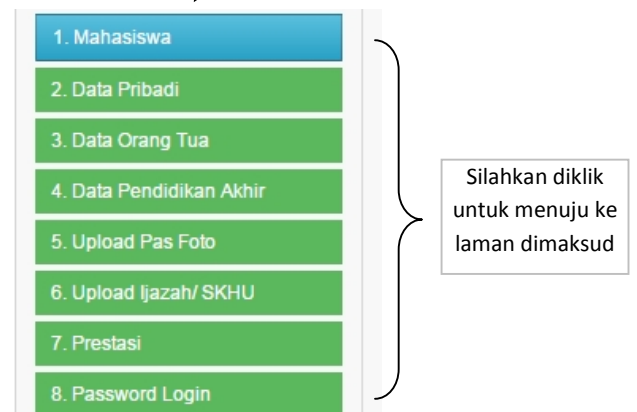 1. Mahasiswa
2. Data Pribadi
3. Data Orang Tua
4. Data Pendidikan Akhir
5. Upload Pas Foto
6. Upload Ijazah/ SKHU
7. Prestasi
8. Password Login
Silahkan diklik
untuk menuju ke
laman dimaksud